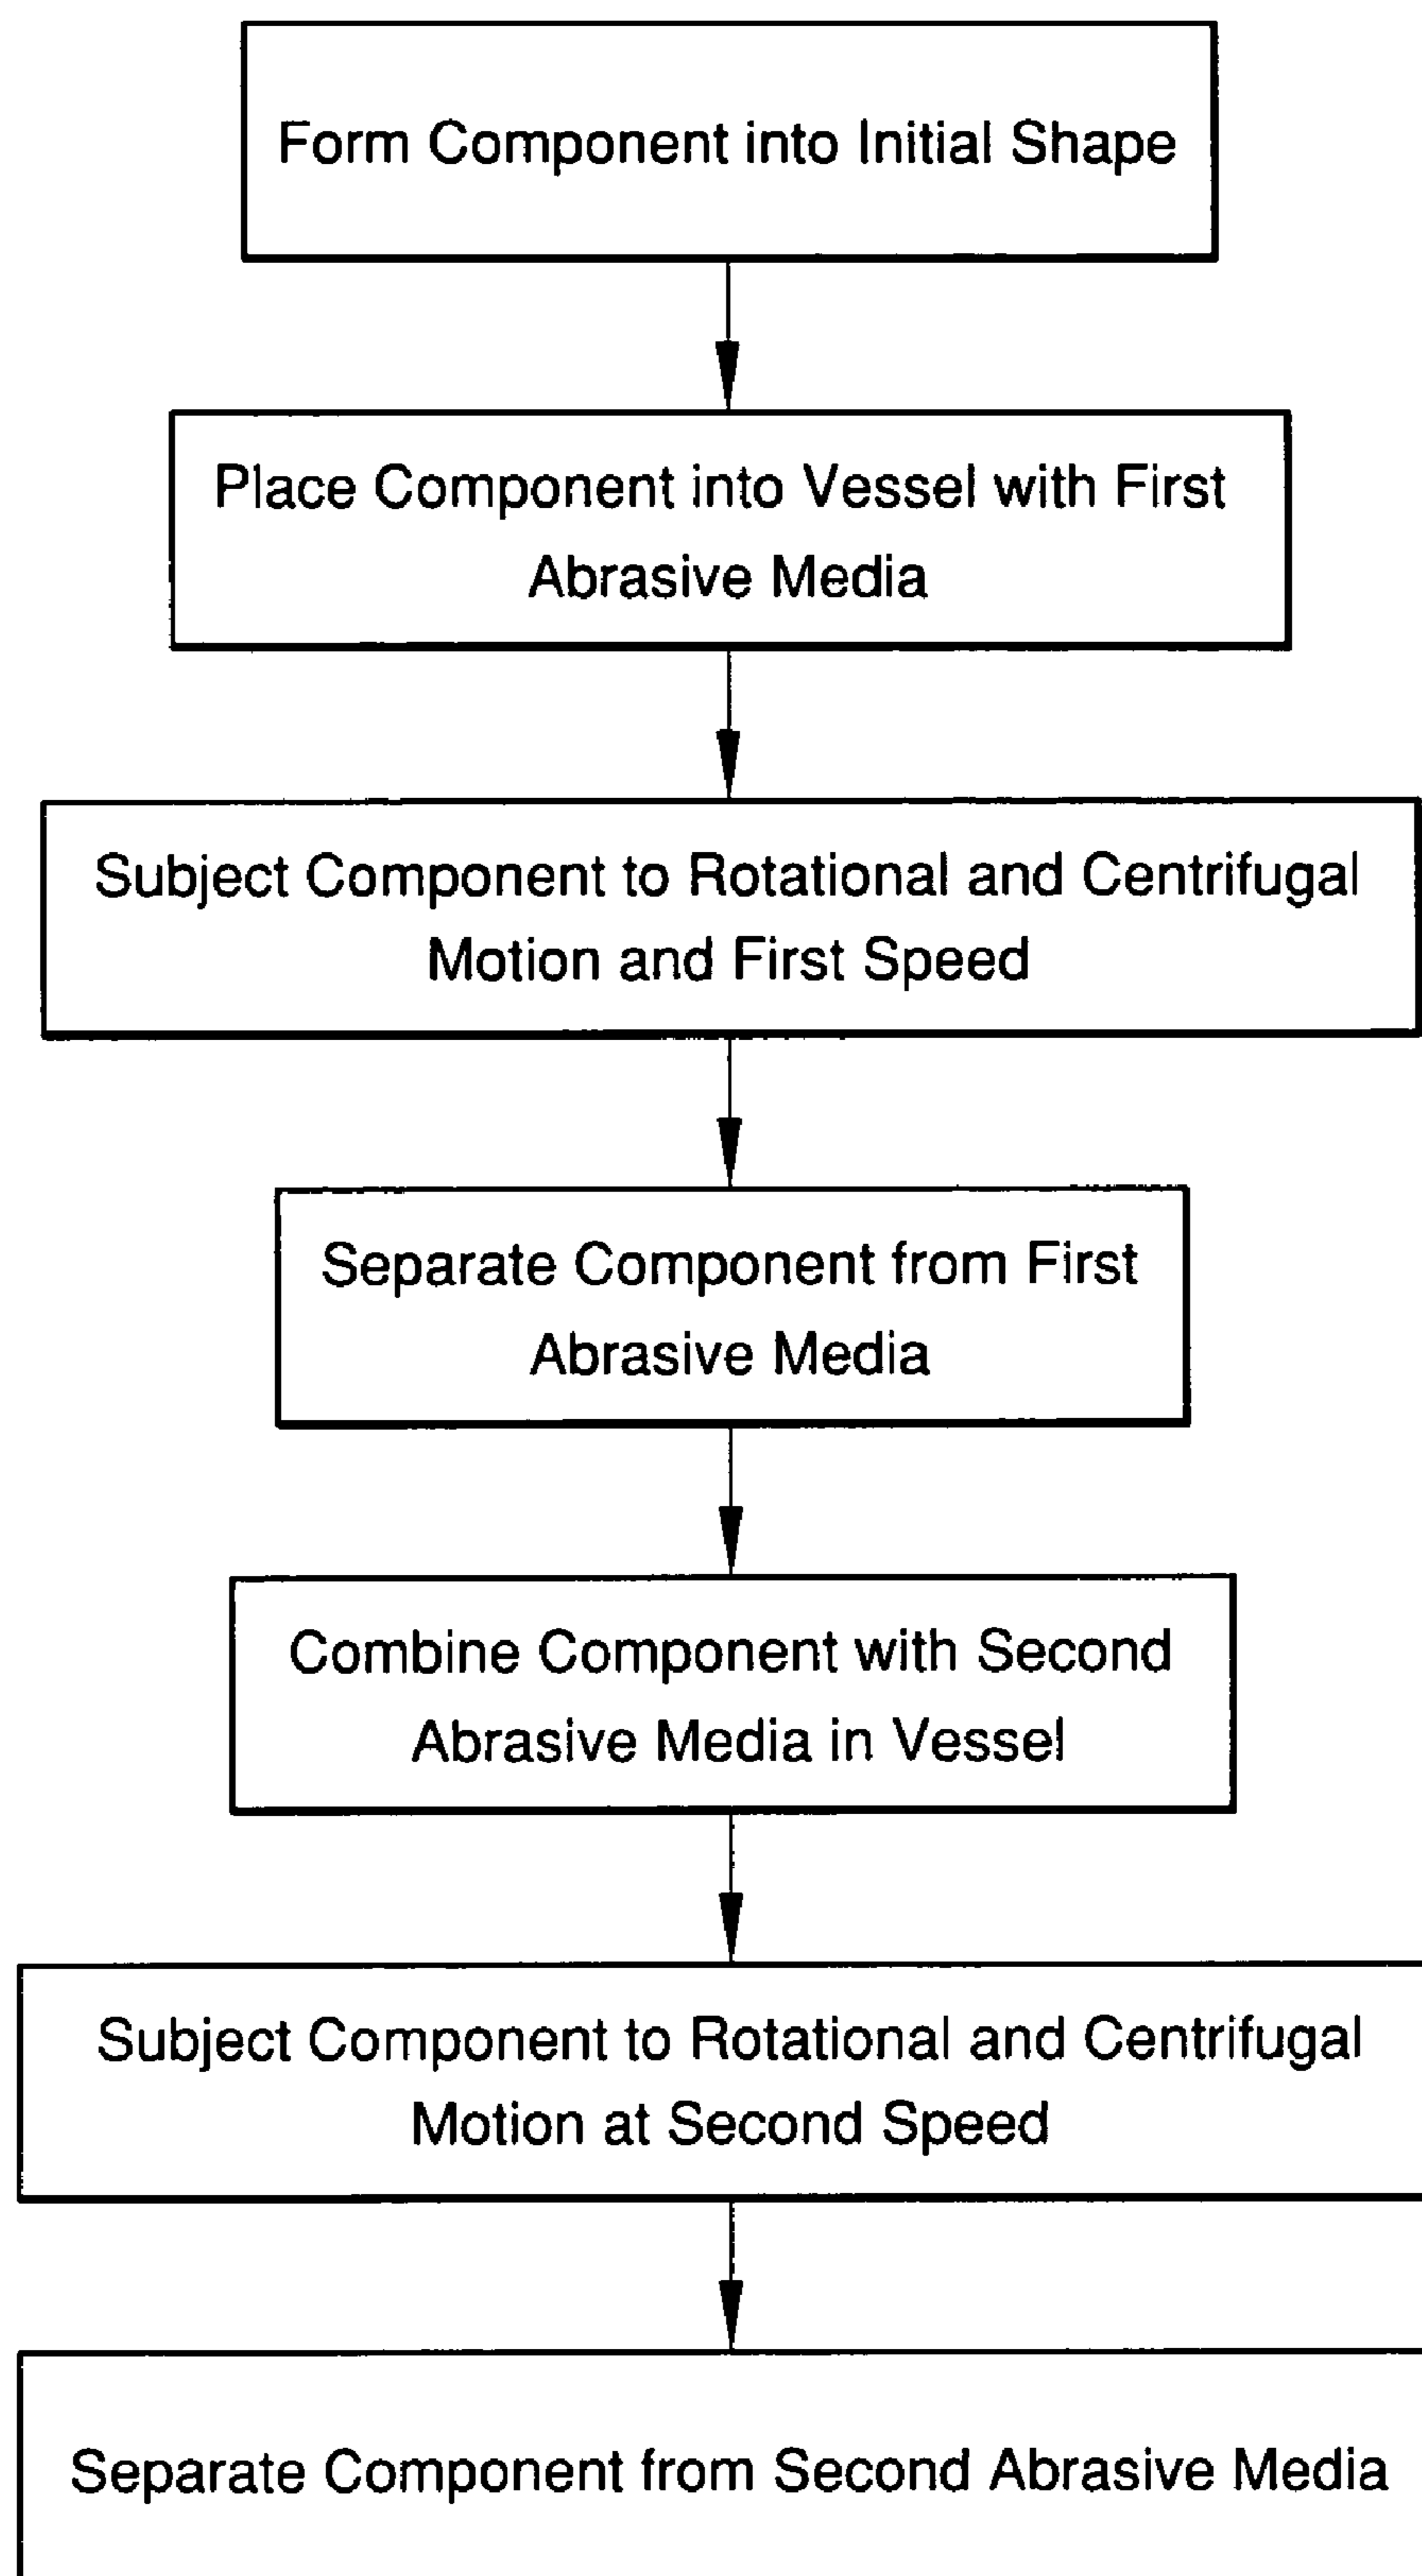 Form Component into Initial Shape
Place Component into Vessel with First
Abrasive Media
Subject Component to Rotational and Centrifugal
Motion and First Speed
Separate Component from First
Abrasive Media
Combine Component with Second
Abrasive Media in Vessel
Subject Component to Rotational and Centrifugal
Motion at Second Speed
Separate Component from Second Abrasive Media